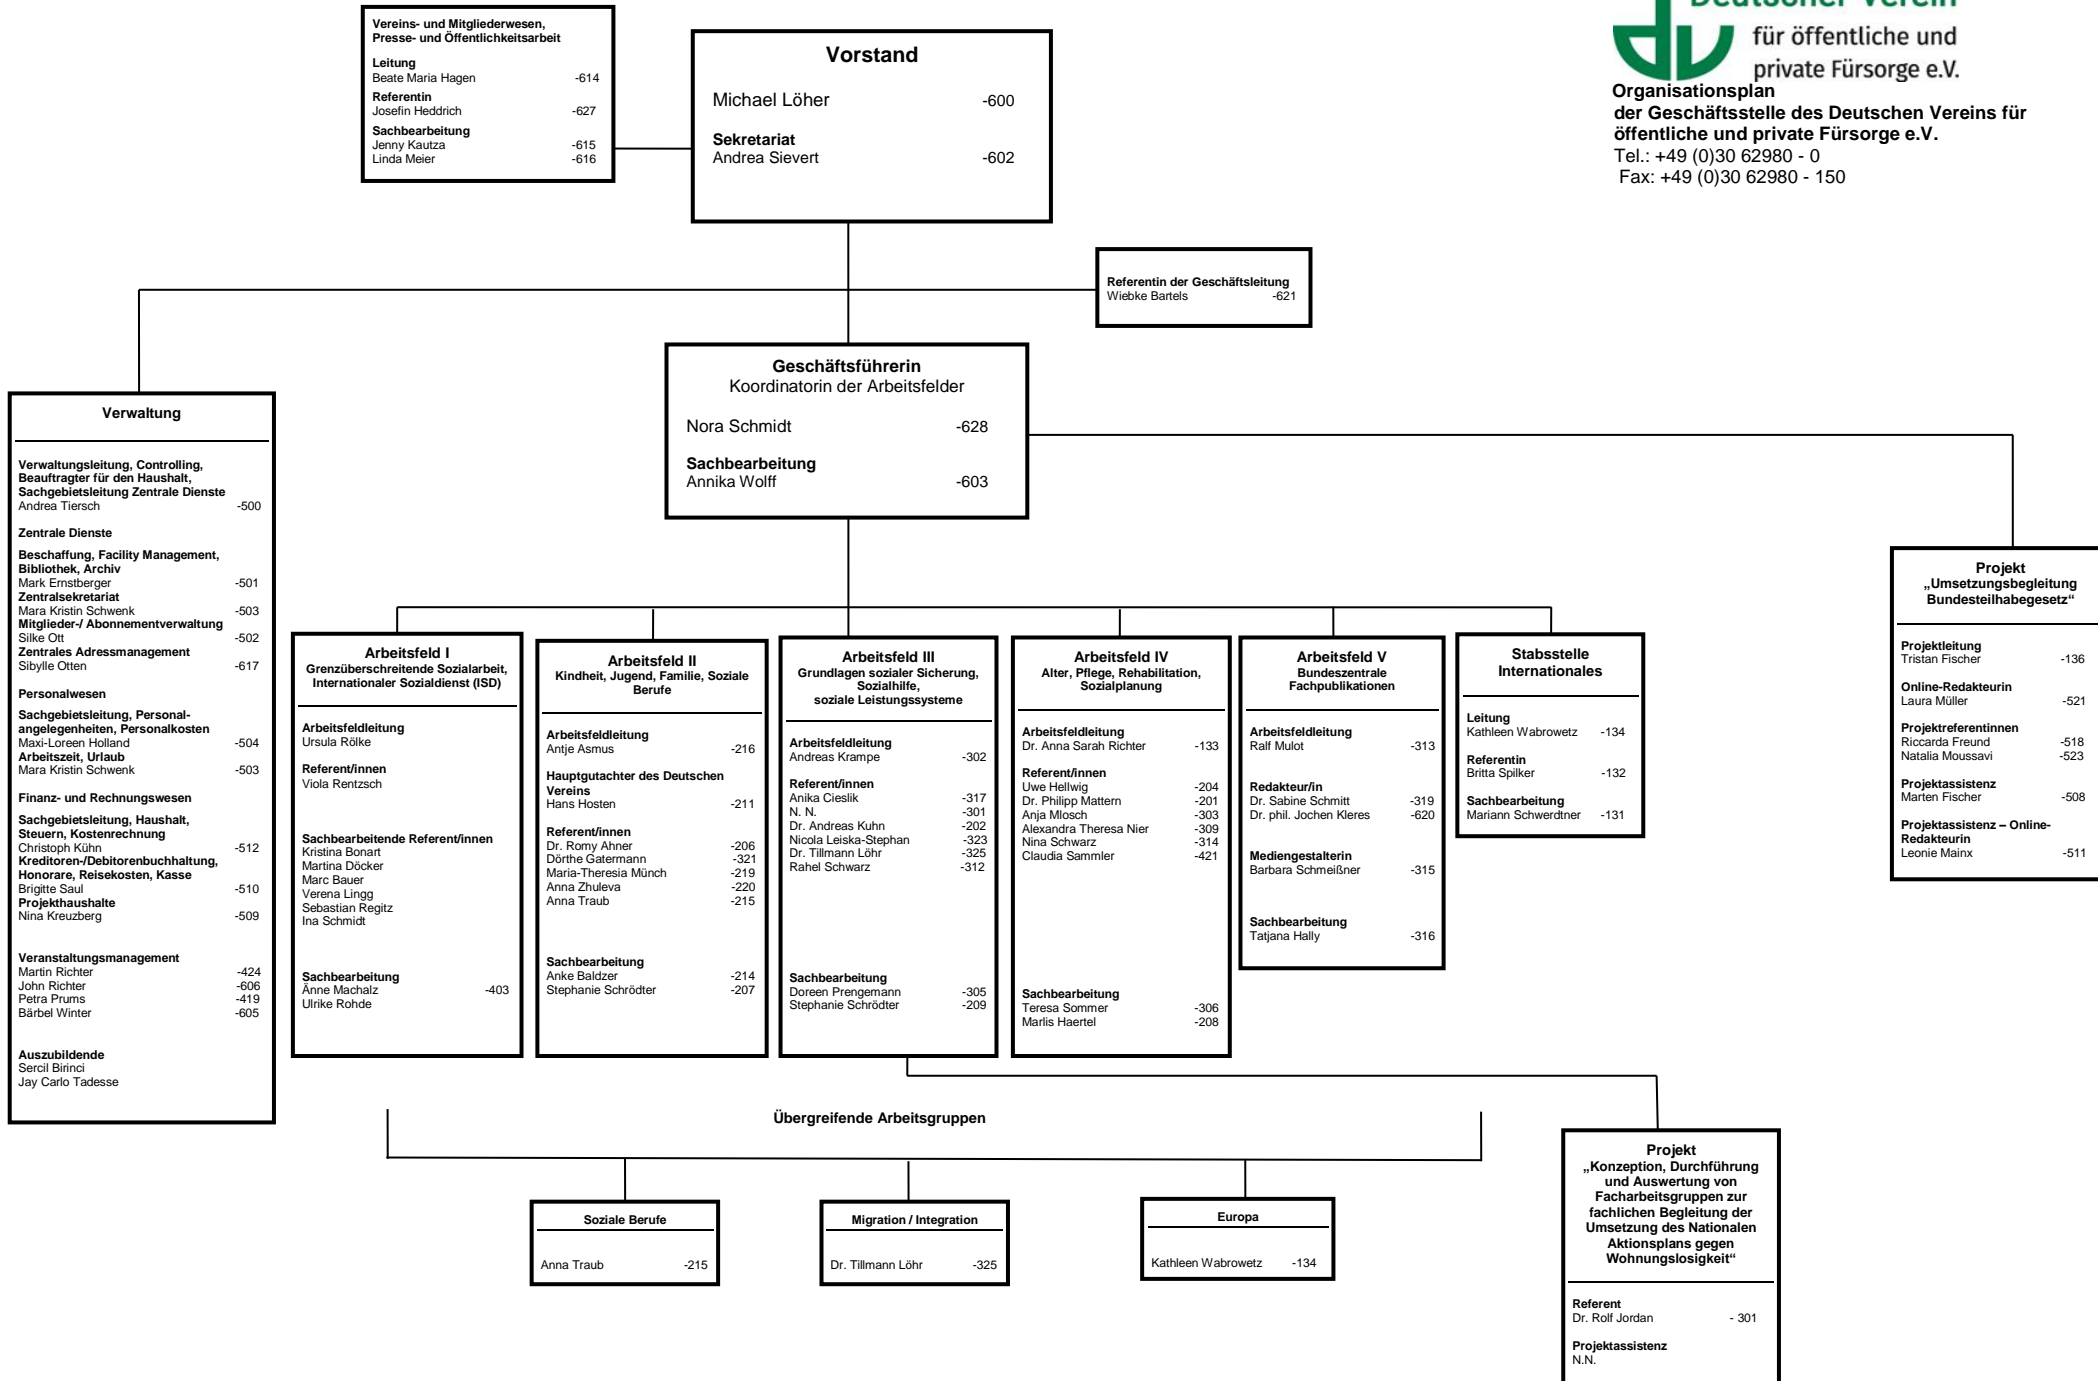 Vereins- und Mitgliederwesen,
Presse- und Öffentlichkeitsarbeit
Leitung
Beate Maria Hagen -614
Referentin
Josefin Heddrich -627
Sachbearbeitung
Jenny Kautza -615
Linda Meier -616
Vorstand
Michael Löher -600
Sekretariat
Andrea Sievert -602
Deutscher Verein
für öffentliche und
private Fürsorge e.V.
Organisationsplan
der Geschäftsstelle des Deutschen Vereins für
öffentliche und private Fürsorge e.V.
Tel.: +49 (0)30 62980 - 0
Fax: +49 (0)30 62980 - 150
Referentin der Geschäftsleitung
Wiebke Bartels -621
Geschäftsführerin
Koordinatorin der Arbeitsfelder
Nora Schmidt -628
Sachbearbeitung
Annika Wolff -603
Verwaltung
Verwaltungsleitung, Controlling,
Beauftragter für den Haushalt,
Sachgebietsleitung Zentrale Dienste
Andrea Tiersch -500
Zentrale Dienste
Beschaffung, Facility Management,
Bibliothek, Archiv
Mark Ernstberger -501
Zentralsekretariat
Mara Kristin Schwenk -503
Mitglieder-/ Abonnementverwaltung
Silke Ott -502
Zentrales Adressmanagement
Sibylle Otten -617
Personalwesen
Sachgebietsleitung, Personal-
angelegenheiten, Personalkosten
Maxi-Loreen Holland -504
Arbeitszeit, Urlaub
Mara Kristin Schwenk -503
Finanz- und Rechnungswesen
Sachgebietsleitung, Haushalt,
Steuern, Kostenrechnung
Christoph Kühn -512
Kreditoren-/Debitorenbuchhaltung,
Honorare, Reisekosten, Kasse
Brigitte Saul -510
Projekthaushalte
Nina Kreuzberg -509
Veranstaltungsmanagement
Martin Richter -424
John Richter -606
Petra Prums -419
Bärbel Winter -605
Auszubildende
Sercil Birinci
Jay Carlo Tadesse
Arbeitsfeld I
Grenzüberschreitende Sozialarbeit,
Internationaler Sozialdienst (ISD)
Arbeitsfeldleitung
Ursula Rölke
Referent/innen
Viola Rentzsch
Sachbearbeitende Referent/innen
Kristina Bonart
Martina Döcker
Marc Bauer
Verena Lingg
Sebastian Regitz
Ina Schmidt
Sachbearbeitung
Änne Machalz -403
Ulrike Rohde
Arbeitsfeld II
Kindheit, Jugend, Familie, Soziale
Berufe
Arbeitsfeldleitung
Antje Asmus -216
Hauptgutachter des Deutschen
Vereins
Hans Hosten -211
Referent/innen
Dr. Romy Ahner -206
Dörthe Gatermann -321
Maria-Theresia Münch -219
Anna Zhuleva -220
Anna Traub -215
Sachbearbeitung
Anke Baldzer -214
Stephanie Schrödter -207
Arbeitsfeld III
Grundlagen sozialer Sicherung,
Sozialhilfe,
soziale Leistungssysteme
Arbeitsfeldleitung
Andreas Krampe -302
Referent/innen
Anika Cieslik -317
N. N. -301
Dr. Andreas Kuhn -202
Nicola Leiska-Stephan -323
Dr. Tillmann Löhr -325
Rahel Schwarz -312
Sachbearbeitung
Doreen Prengemann -305
Stephanie Schrödter -209
Arbeitsfeld IV
Alter, Pflege, Rehabilitation,
Sozialplanung
Arbeitsfeldleitung
Dr. Anna Sarah Richter -133
Referent/innen
Uwe Hellwig -204
Dr. Philipp Mattern -201
Anja Mlosch -303
Alexandra Theresa Nier -309
Nina Schwarz -314
Claudia Sammler -421
Sachbearbeitung
Teresa Sommer -306
Marlis Haertel -208
Arbeitsfeld V
Bundeszentrale
Fachpublikationen
Arbeitsfeldleitung
Ralf Mulot -313
Redakteur/in
Dr. Sabine Schmitt -319
Dr. phil. Jochen Kleres -620
Mediengestalterin
Barbara Schmeißner -315
Sachbearbeitung
Tatjana Hally -316
Stabsstelle
Internationales
Leitung
Kathleen Wabrowetz -134
Referentin
Britta Spilker -132
Sachbearbeitung
Mariann Schwerdtner -131
Projekt
„Umsetzungsbegleitung
Bundesteilhabegesetz“
Projektleitung
Tristan Fischer -136
Online-Redakteurin
Laura Müller -521
Projektreferentinnen
Riccarda Freund -518
Natalia Moussavi -523
Projektassistenz
Marten Fischer -508
Projektassistenz – Online-
Redakteurin
Leonie Mainx -511
Übergreifende Arbeitsgruppen
Soziale Berufe
Anna Traub -215
Migration / Integration
Dr. Tillmann Löhr -325
Europa
Kathleen Wabrowetz -134
Projekt
„Konzeption, Durchführung
und Auswertung von
Facharbeitsgruppen zur
fachlichen Begleitung der
Umsetzung des Nationalen
Aktionsplans gegen
Wohnungslosigkeit“
Referent
Dr. Rolf Jordan - 301
Projektassistenz
N.N.